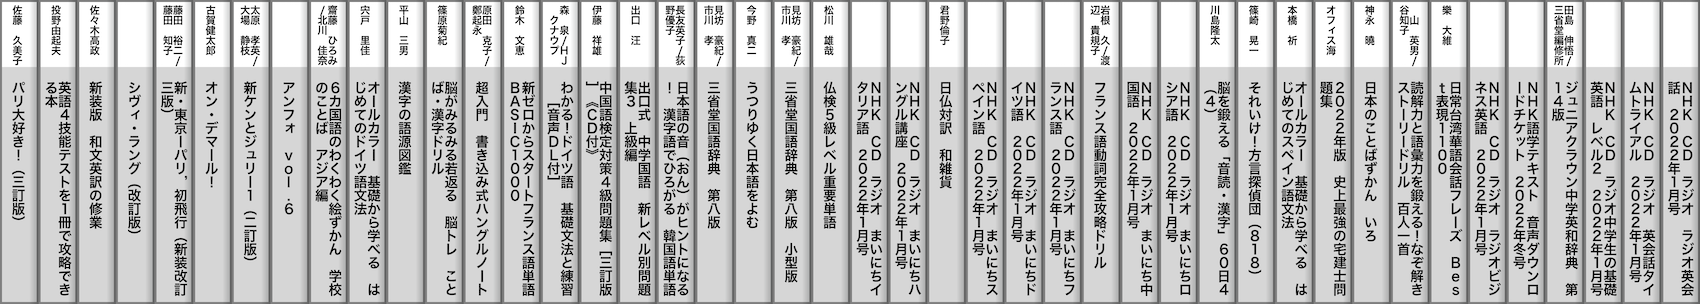 NHK CD ラジオ ラジオ英会
話 2022年1月号
NHK CD ラジオ 英会話タイ
ムトライアル 2022年1月号
NHK CD ラジオ中学生の基礎
英語 レベル2 2022年1月号
田島 伸悟/
三省堂編修所
ジュニアクラウン中学英和辞典 第
14版
NHK語学テキスト 音声ダウンロ
ードチケット 2022年冬号
NHK CD ラジオ ラジオビジ
ネス英語 2022年1月号
樂 大維
日常台湾華語会話フレーズ Bes
t表現1100
山口 英男/
谷知子
読解力と語彙力を鍛える!なぞ解き
ストーリードリル 百人一首
神永 曉
日本のことばずかん いろ
オフィス海
2022年版 史上最強の宅建士問
題集
本橋 祈
オールカラー 基礎から学べる は
じめてのスペイン語文法
篠崎 晃一
それいけ!方言探偵団(818)
川島隆太
脳を鍛える「音読・漢字」60日4
(4)
NHK CD ラジオ まいにちロ
シア語 2022年1月号
NHK CD ラジオ まいにち中
国語 2022年1月号
岩根 久/渡
辺 貴規子
フランス語動詞完全攻略ドリル
NHK CD ラジオ まいにちフ
ランス語 2022年1月号
NHK CD ラジオ まいにちド
イツ語 2022年1月号
NHK CD ラジオ まいにちス
ペイン語 2022年1月号
君野倫子
日仏対訳 和雑貨
NHK CD ラジオ まいにちハ
ングル講座 2022年1月号
NHK CD ラジオ まいにちイ
タリア語 2022年1月号
松川 雄哉
仏検5級レベル重要単語
見坊 豪紀/
市川 孝
三省堂国語辞典 第八版 小型版
今野 真二
うつりゆく日本語をよむ
見坊 豪紀/
市川 孝
三省堂国語辞典 第八版
長友英子/荻
野優子
日本語の音(おん)がヒントになる
! 漢字語でひろがる 韓国語単語
出口 汪
出口式 中学国語 新レベル別問題
集3 上級編
伊藤 祥雄
中国語検定対策4級問題集[三訂版
]《CD付》
森 泉/HJ
クナウプ
わかる!ドイツ語 基礎文法と練習
[音声DL付]
鈴木 文恵
新ゼロからスタートフランス語単語
BASIC1000
原田 克子/
鄭起永
超入門 書き込み式ハングルノート
篠原菊紀
脳がみるみる若返る 脳トレ こと
ば・漢字ドリル
平山 三男
漢字の語源図鑑
宍戸 里佳
オールカラー 基礎から学べる は
じめてのドイツ語文法
齋藤 ひろみ
/北川 佳奈
6カ国語のわくわく絵ずかん 学校
のことば アジア編
アンフォ vol.6
太原 孝英/
大場 静枝
新ケンとジュリー1(二訂版)
古賀健太郎
オン・デマール!
藤田 裕二/
藤田 知子
新・東京-パリ,初飛行(新装改訂
三版)
シヴィ・ラング(改訂版)
佐々木高政
新装版 和文英訳の修業
投野由起夫
英語4技能テストを1冊で攻略でき
る本
佐藤 久美子
パリ大好き!(三訂版)